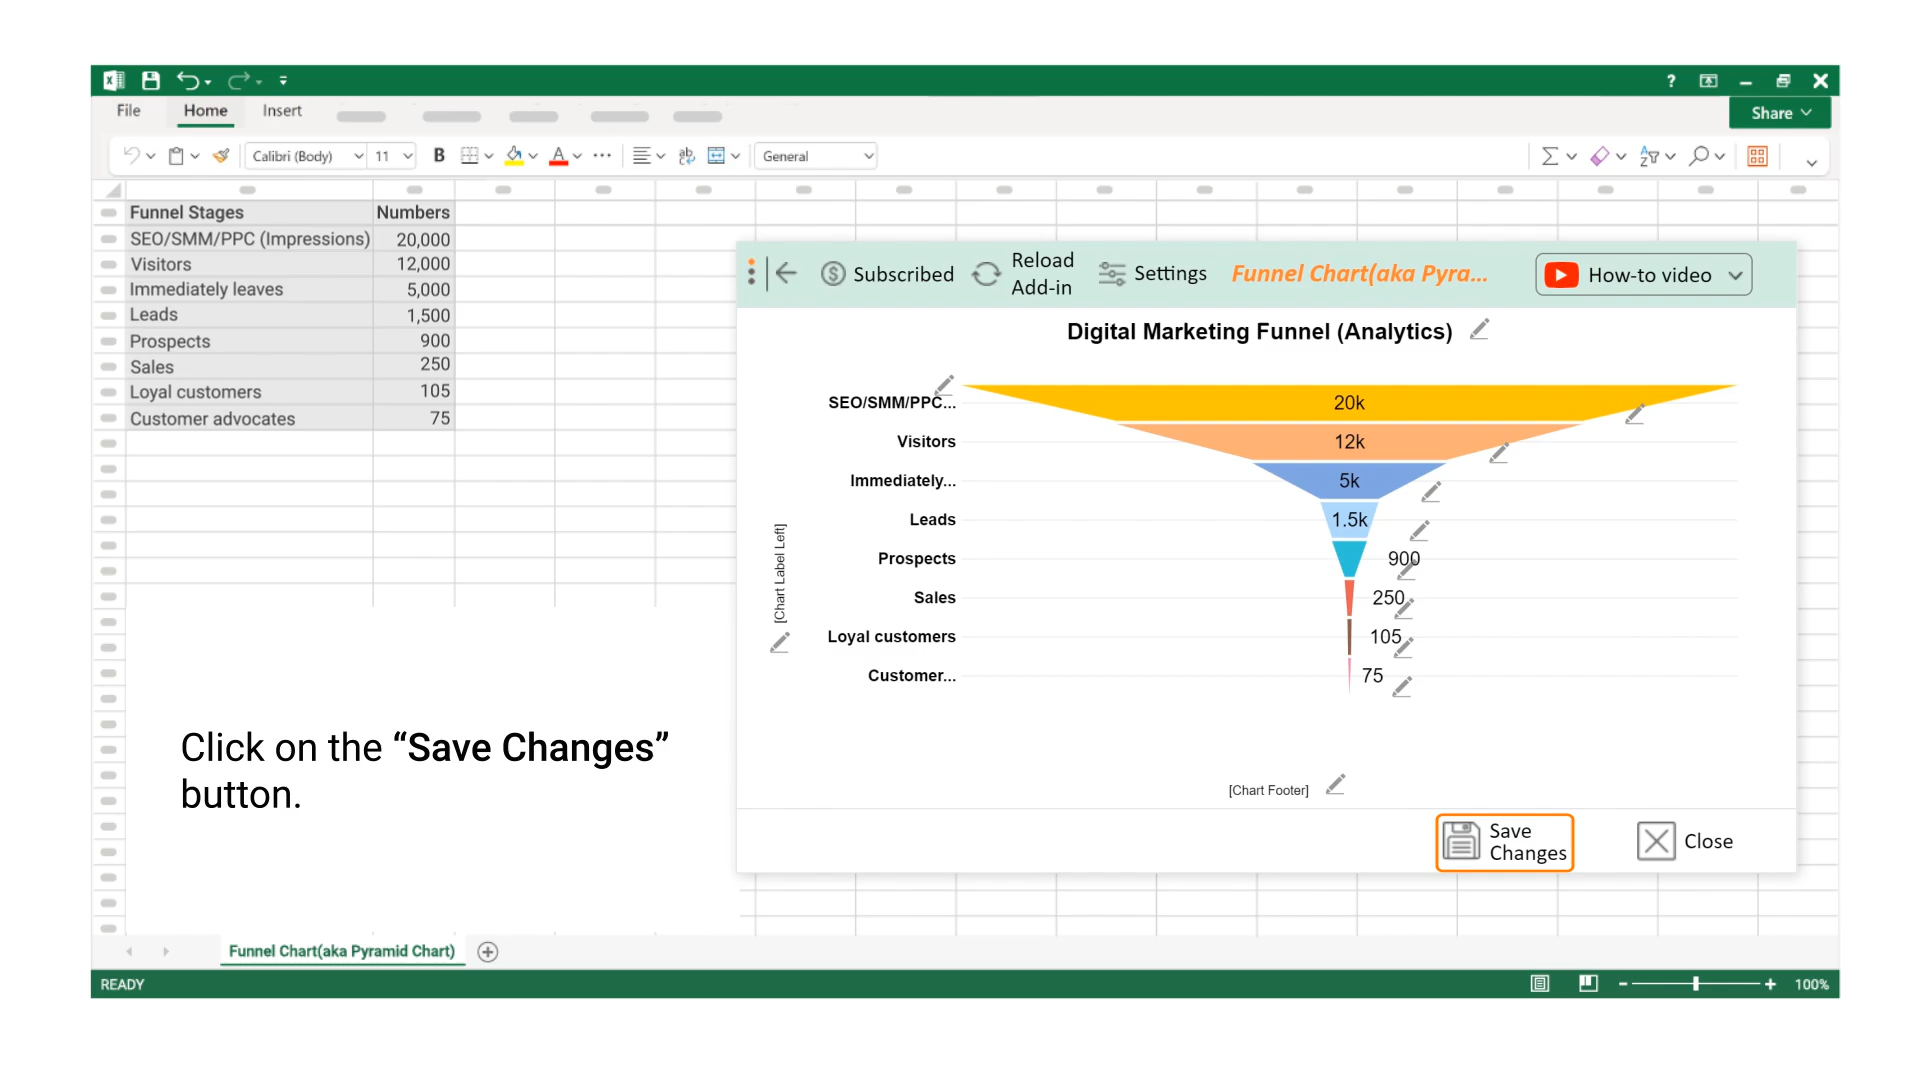 File Home Insert
Share
Calibri (Body) 11 B A General
Funnel Stages Numbers
SEO/SMM/PPC (Impressions) 20,000
Visitors 12,000
Immediately leaves 5,000
Leads 1,500
Prospects 900
Sales 250
Loyal customers 105
Customer advocates 75
Subscribed
Reload
Add-in
Settings
Funnel Chart(aka Pyra...
How-to video
Digital Marketing Funnel (Analytics)
SEO/SMM/PPC... 20k
Visitors 12k
Immediately... 5k
Leads 1.5k
Prospects 900
Sales 250
Loyal customers 105
Customer... 75
[Chart Label Left]
[Chart Footer]
Save
Changes
Close
Click on the “Save Changes”
button.
Funnel Chart(aka Pyramid Chart)
READY 100%